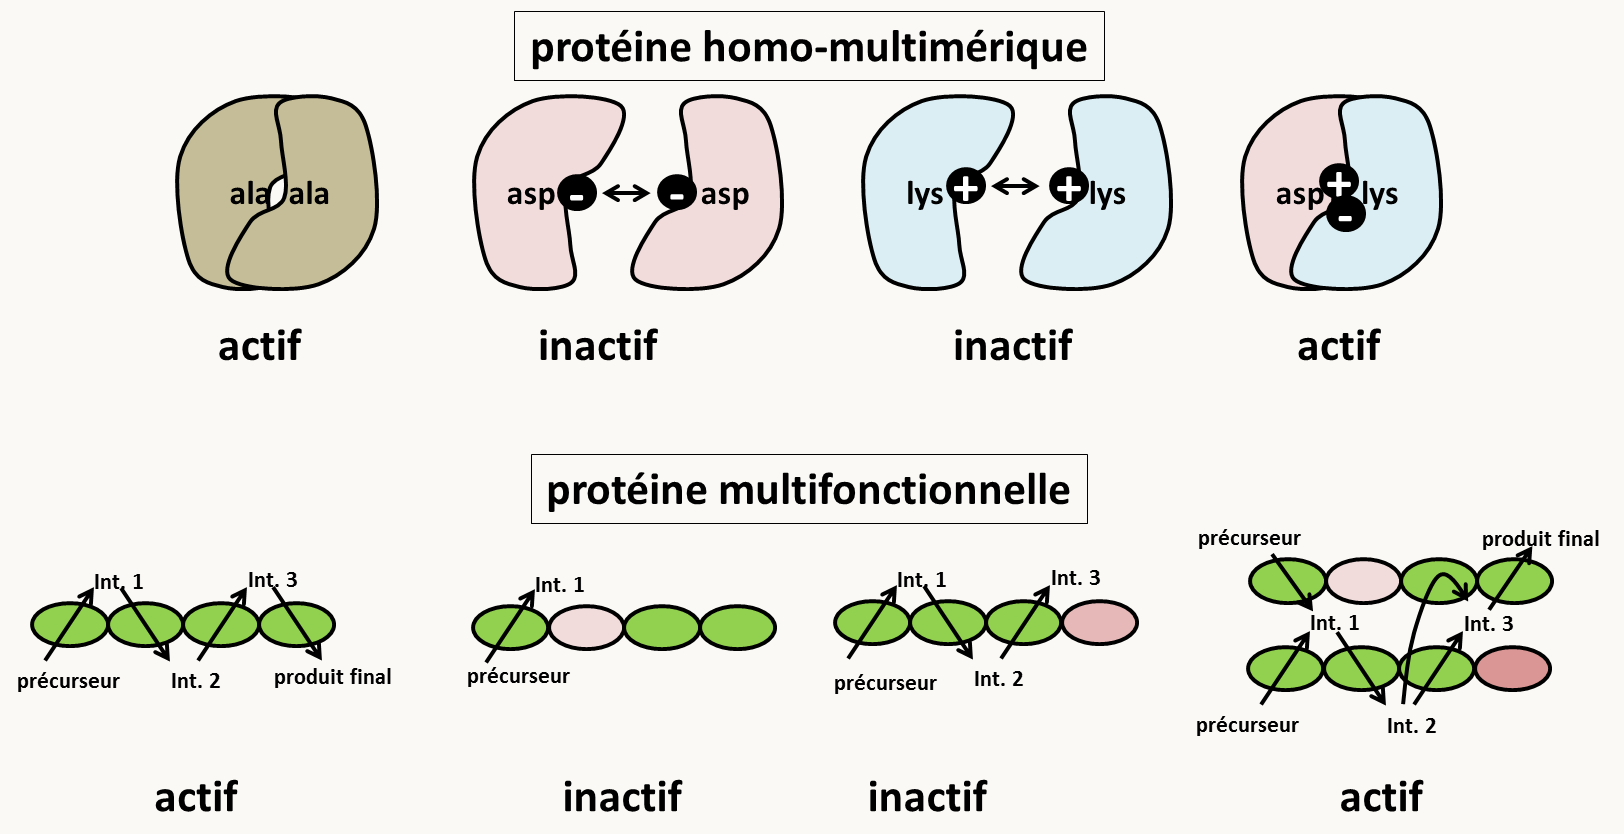 protéine homo-multimérique
ala ala
asp - - asp
lys + + lys
asp + - lys
actif
inactif
inactif
actif
protéine multifonctionnelle
Int. 1
Int. 3
précurseur
Int. 2
produit final
Int. 1
précurseur
Int. 1
Int. 3
précurseur
Int. 2
précurseur
produit final
Int. 1
Int. 3
précurseur
Int. 2
actif
inactif
inactif
actif